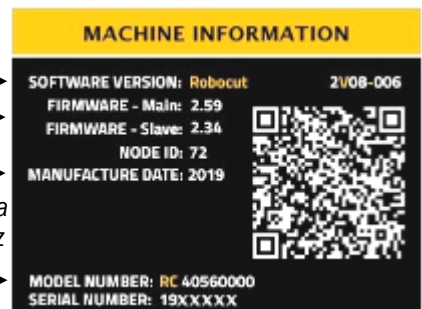 MACHINE INFORMATION
SOFTWARE VERSION: Robocut 2V08-006
FIRMWARE - Main: 2.59
FIRMWARE - Slave: 2.34
NODE ID: 72
MANUFACTURE DATE: 2019
a
z
MODEL NUMBER: RC 40560000
SERIAL NUMBER: 19XXXXX